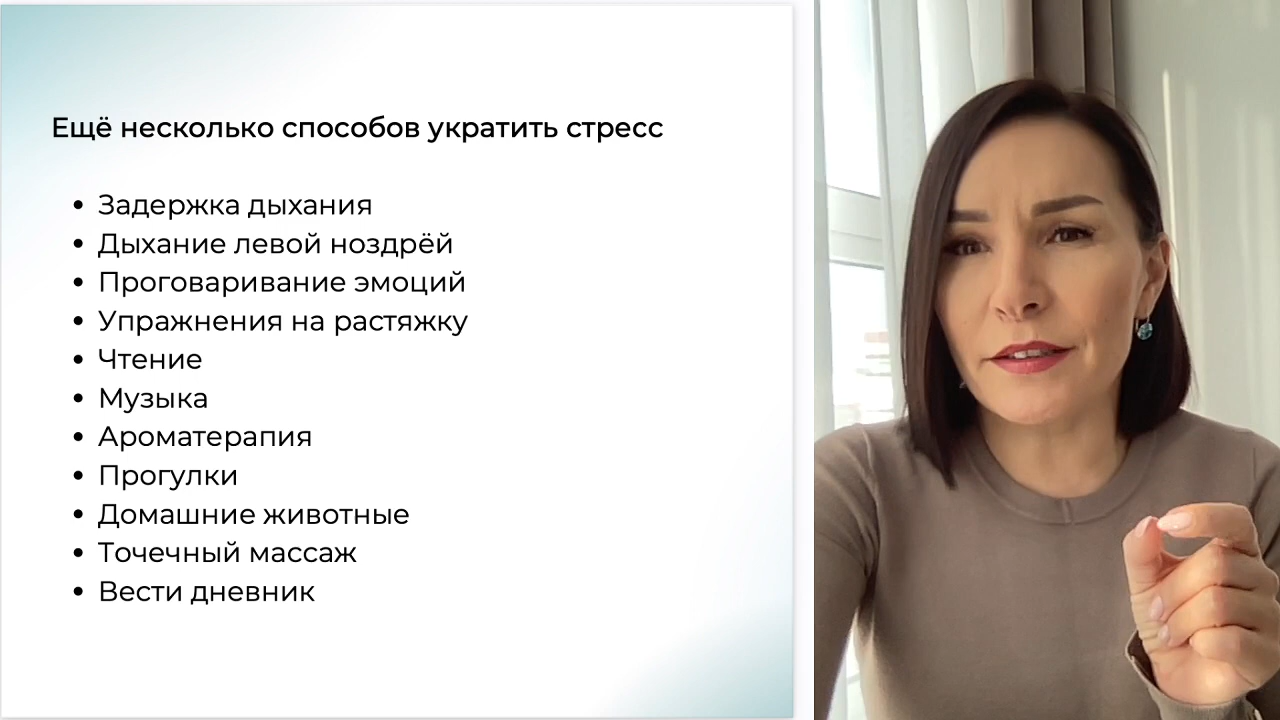 Ещё несколько способов укратить стресс
• Задержка дыхания
• Дыхание левой ноздрёй
• Проговаривание эмоций
• Упражнения на растяжку
• Чтение
• Музыка
• Ароматерапия
• Прогулки
• Домашние животные
• Точечный массаж
• Вести дневник